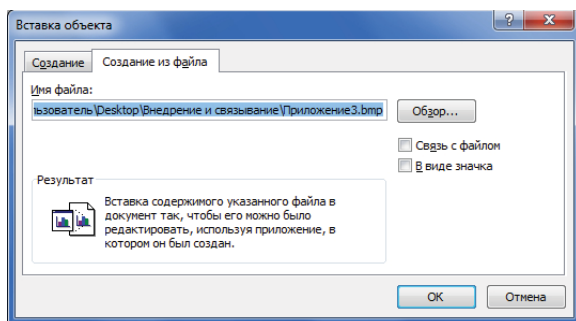 Вставка объекта
Создание
Создание из файла
Имя файла:
ьзователь\Desktop\Внедрение и связывание\Приложение3.bmp
Обзор...
Связь с файлом
В виде значка
Результат
Вставка содержимого указанного файла в
документ так, чтобы его можно было
редактировать, используя приложение, в
котором он был создан.
ОК
Отмена